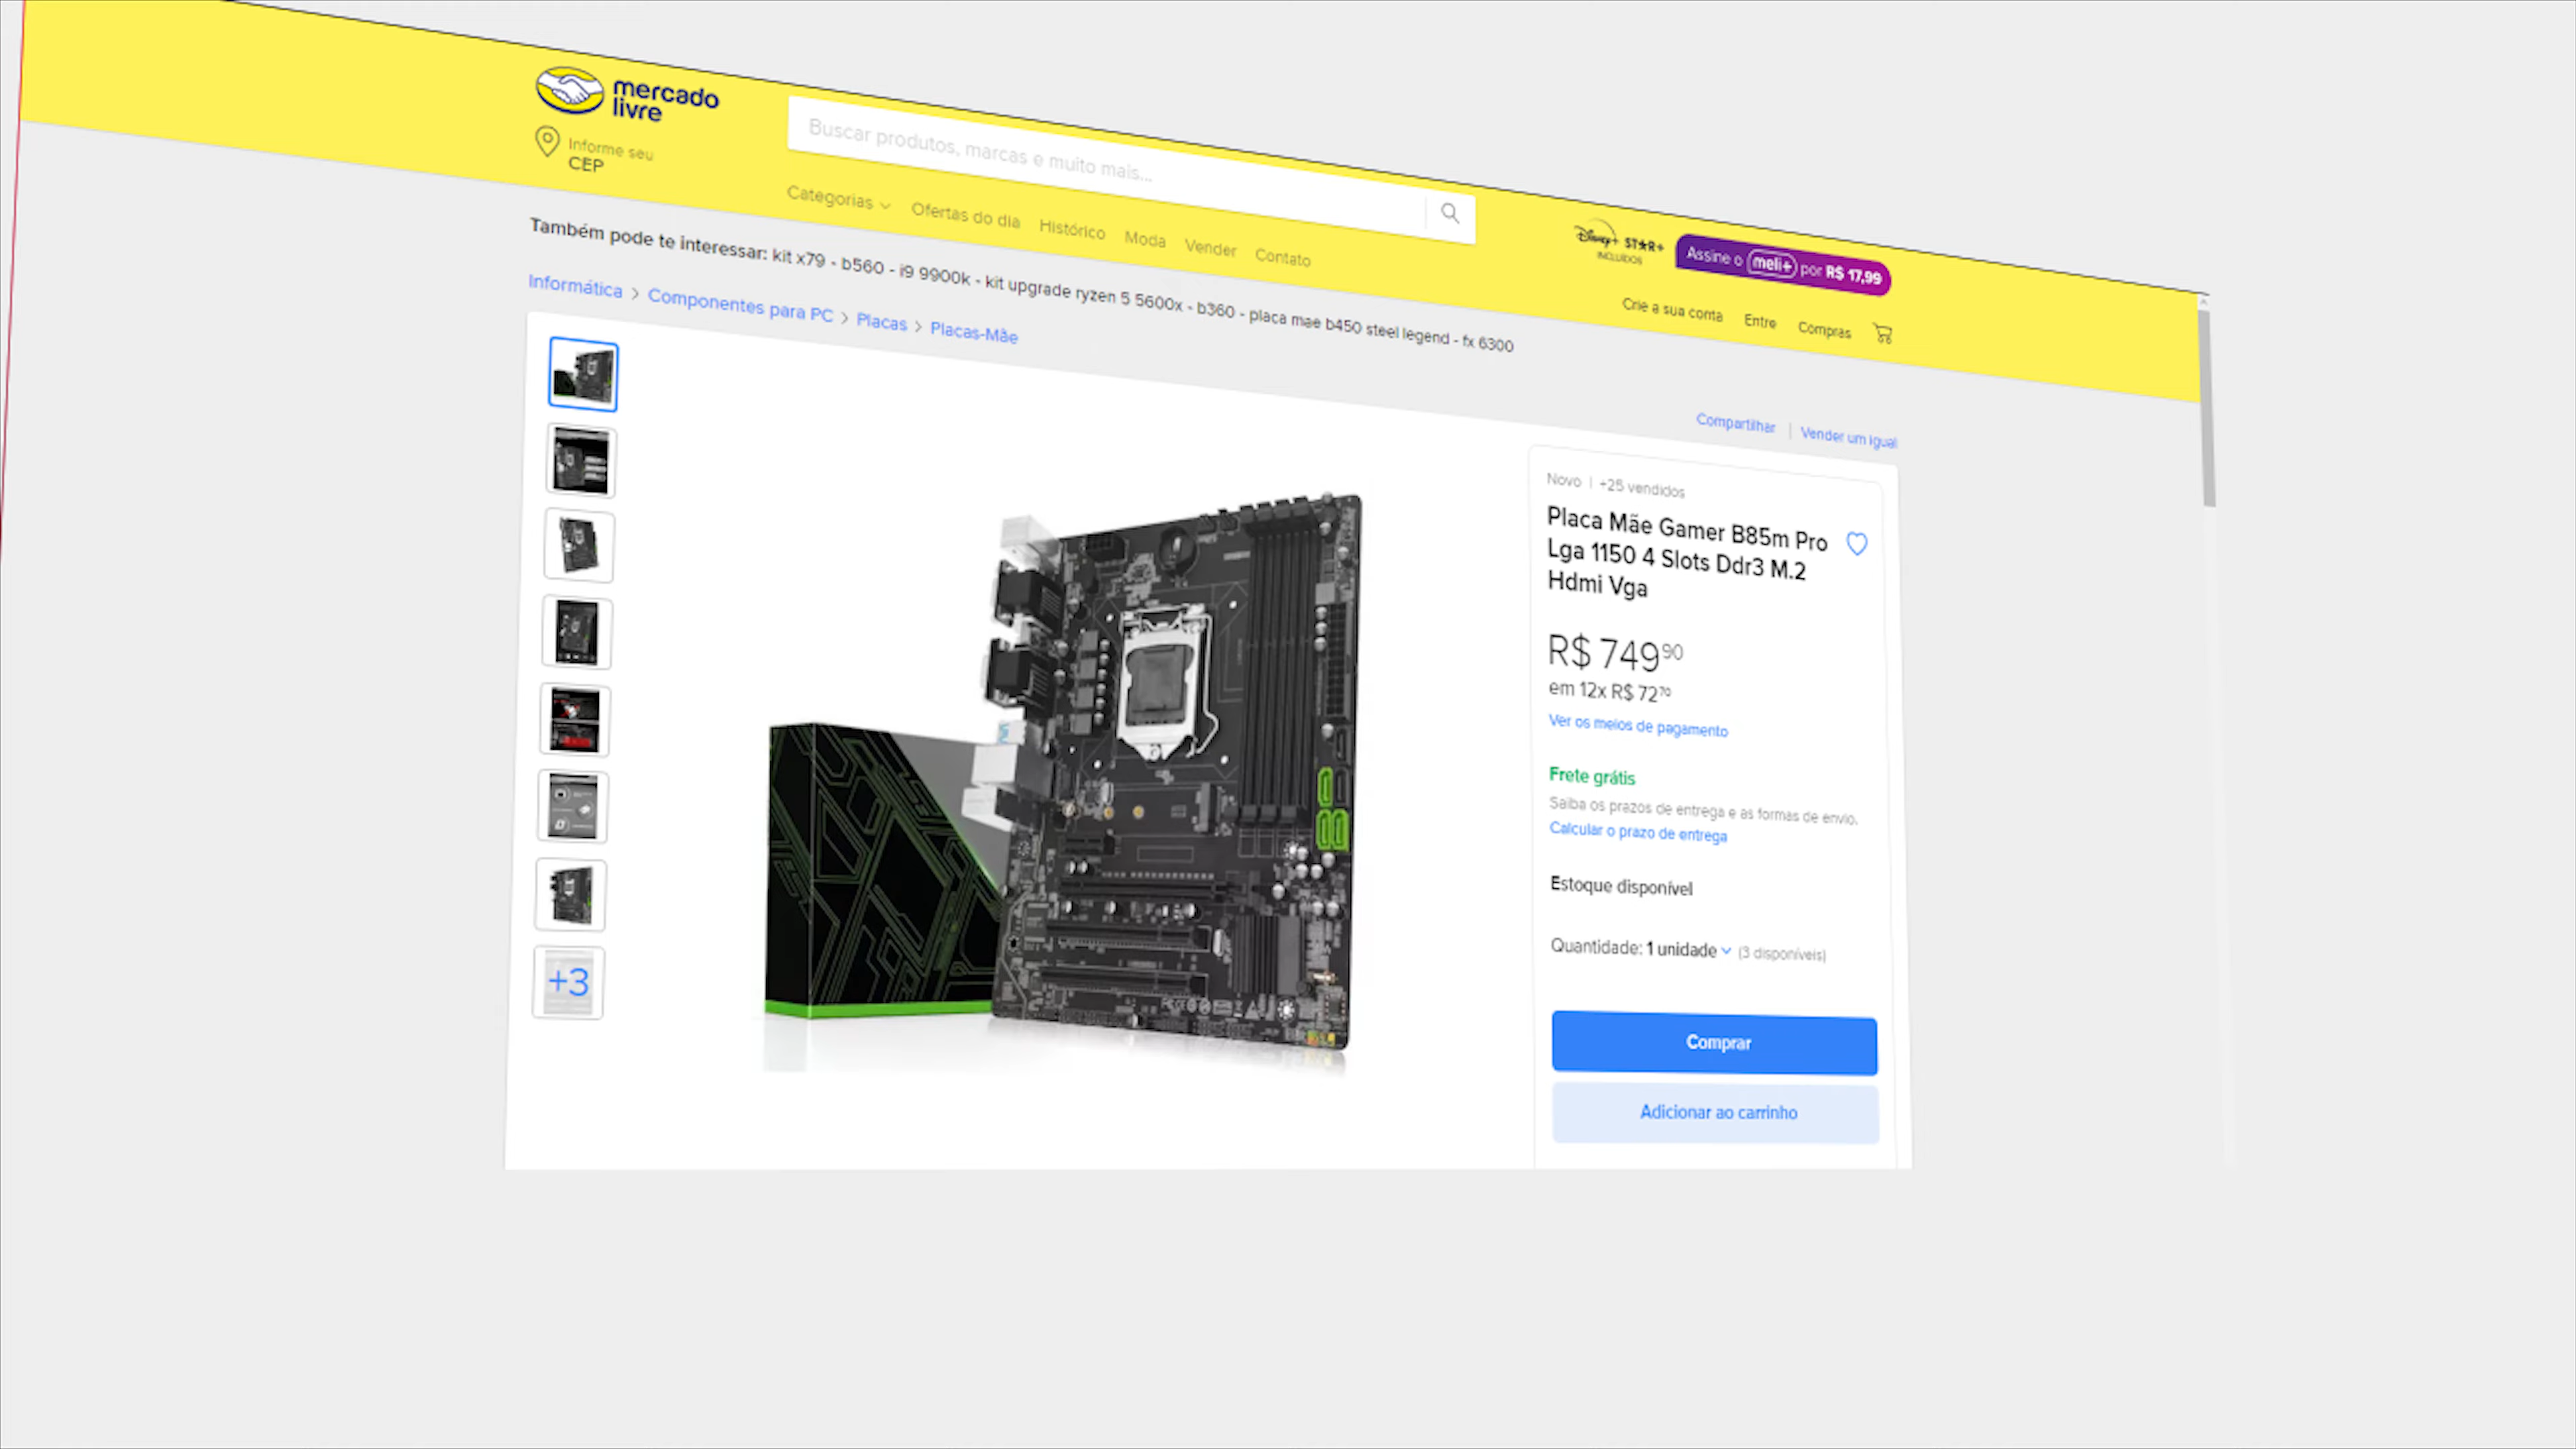 mercado
livre
Buscar produtos, marcas e muito mais...
Informe seu
CEP
Categorias
Ofertas do dia
Histórico
Moda
Vender
Contato
Disney+ STAR+
INCLUIDOS
Assine o meli+ por R$ 17,99
Crie a sua conta
Entre
Compras
Também pode te interessar: kit x79 - b560 - i9 9900k - kit upgrade ryzen 5 5600x - b360 - placa mae b450 steel legend - fx 6300
Informática > Componentes para PC > Placas > Placas-Mãe
Compartilhar | Vender um igual
+3
Novo | +25 vendidos
Placa Mãe Gamer B85m Pro
Lga 1150 4 Slots Ddr3 M.2
Hdmi Vga
R$ 749 90
em 12x R$ 72 70
Ver os meios de pagamento
Frete grátis
Saiba os prazos de entrega e as formas de envio.
Calcular o prazo de entrega
Estoque disponível
Quantidade: 1 unidade (3 disponíveis)
Comprar
Adicionar ao carrinho